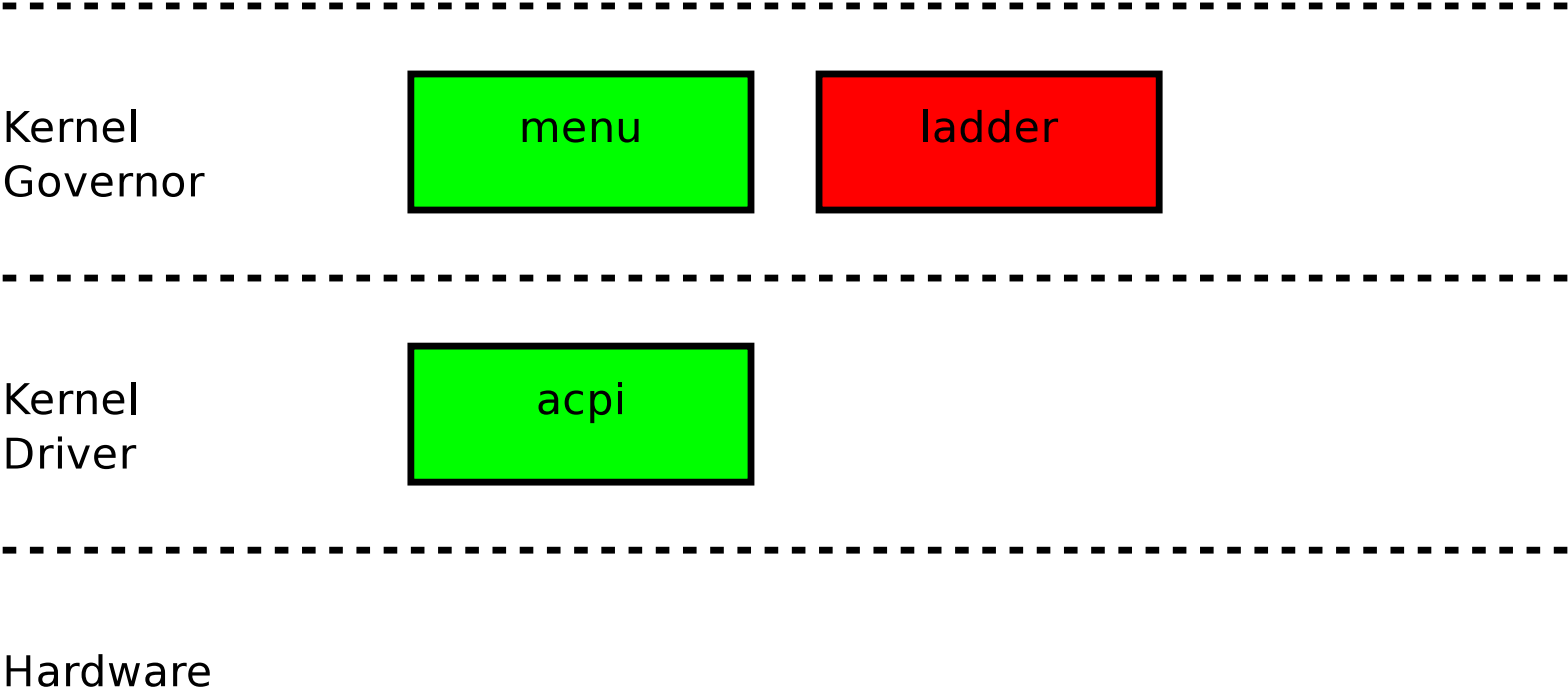 Kernel
Governor
menu
ladder
Kernel
Driver
acpi
Hardware